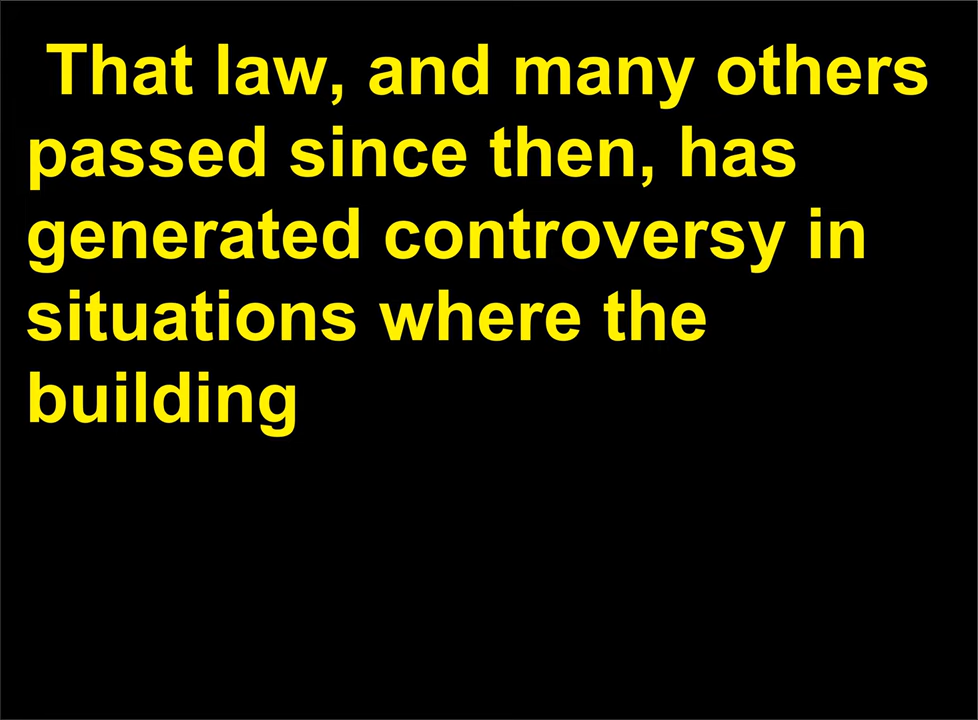 That law, and many others
passed since then, has
generated controversy in
situations where the
building